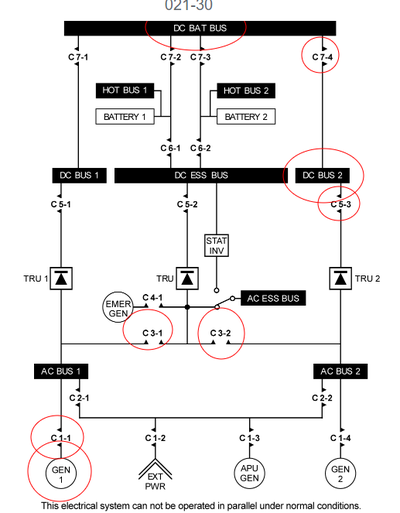 021-30
DC BAT BUS
C 7-1
C 7-2
C 7-3
C 7-4
HOT BUS 1
HOT BUS 2
BATTERY 1
BATTERY 2
C 6-1
C 6-2
DC BUS 1
DC ESS BUS
DC BUS 2
C 5-1
C 5-2
C 5-3
STAT
INV
TRU 1
TRU
TRU 2
EMER
GEN
C 4-1
AC ESS BUS
C 3-1
C 3-2
AC BUS 1
AC BUS 2
C 2-1
C 2-2
C 1-1
C 1-2
C 1-3
C 1-4
GEN
1
EXT
PWR
APU
GEN
GEN
2
This electrical system can not be operated in parallel under normal conditions.